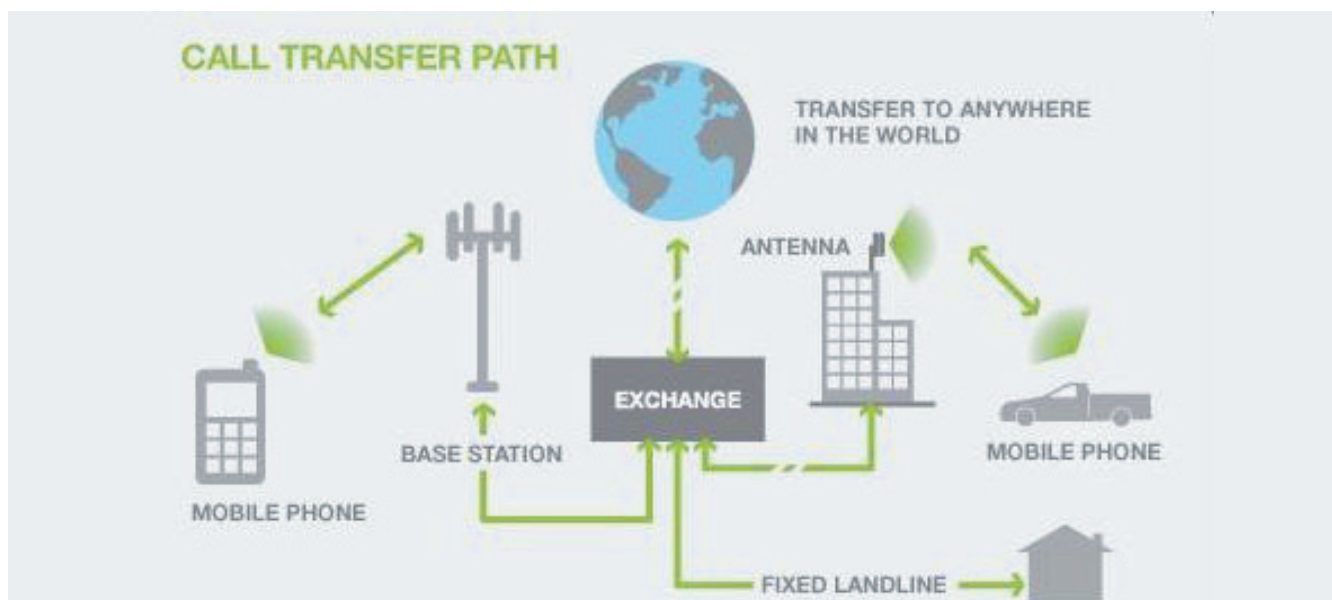 CALL TRANSFER PATH
TRANSFER TO ANYWHERE
IN THE WORLD
ANTENNA
EXCHANGE
BASE STATION
MOBILE PHONE
MOBILE PHONE
FIXED LANDLINE